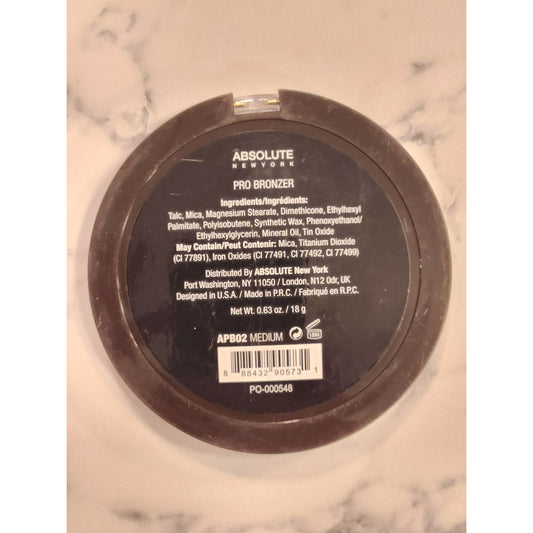 ABSOLUTE
NEW YORK
PRO BRONZER
Ingredients/Ingrédients:
Talc, Mica, Magnesium Stearate, Dimethicone, Ethylhexyl
Palmitate, Polyisobutene, Synthetic Wax, Phenoxyethanol/
Ethylhexylglycerin, Mineral Oil, Tin Oxide
May Contain/Peut Contenir: Mica, Titanium Dioxide
(CI 77891), Iron Oxides (CI 77491, CI 77492, CI 77499)
Distributed By ABSOLUTE New York
Port Washington, NY 11050 / London, N12 0dr, UK
Designed in U.S.A. / Made in P.R.C. / Fabriqué en R.P.C.
Net Wt. 0.63 oz. / 18 g
APB02 MEDIUM
18M
8 88432 90573 1
PO-000548